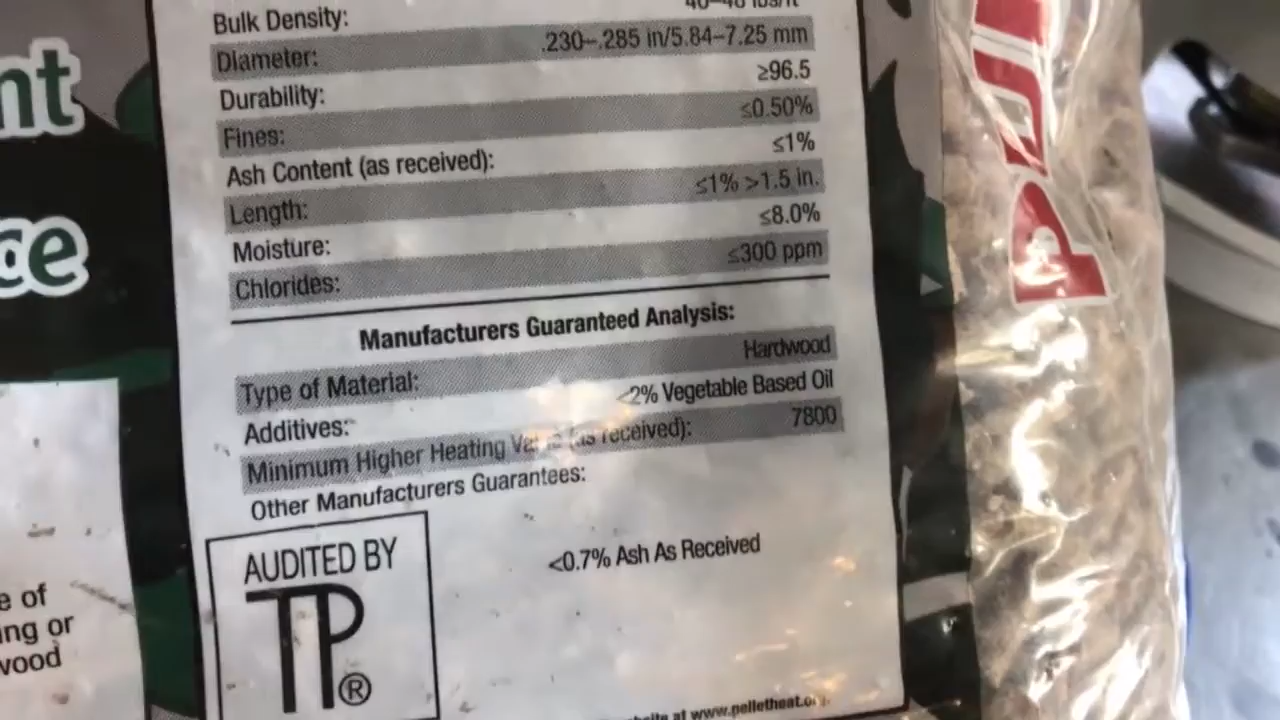 Bulk Density:
Diameter: .230–.285 in/5.84–7.25 mm
Durability: ≥96.5
Fines: ≤0.50%
Ash Content (as received): ≤1%
Length: ≤1% >1.5 in.
Moisture: ≤8.0%
Chlorides: ≤300 ppm
Manufacturers Guaranteed Analysis:
Type of Material: Hardwood
Additives: <2% Vegetable Based Oil
Minimum Higher Heating (as received): 7800
Other Manufacturers Guarantees:
<0.7% Ash As Received
AUDITED BY
TP®
at www.pelletheat.org.
nt
ce
e of
ing or
wood